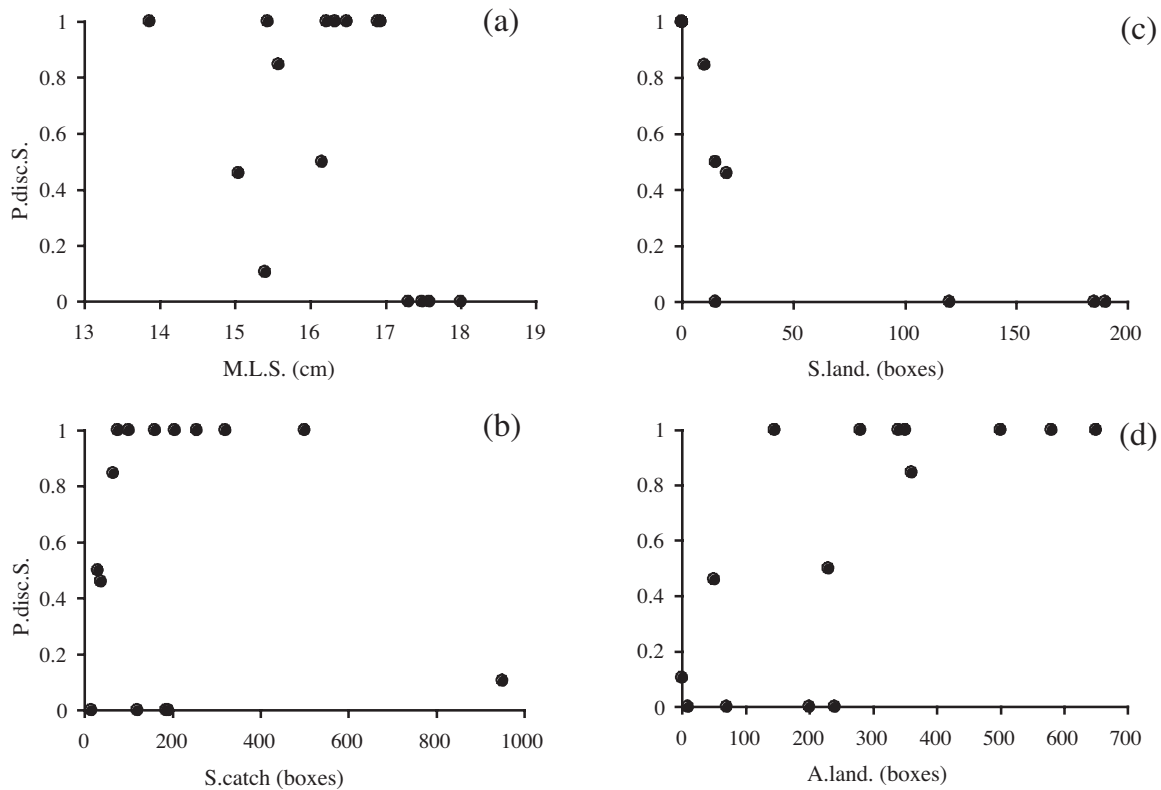 (a)
1
0.8
0.6
0.4
0.2
0
P.disc.S.
13 14 15 16 17 18 19
M.L.S. (cm)
(c)
1
0.8
0.6
0.4
0.2
0
0 50 100 150 200
S.land. (boxes)
(b)
1
0.8
0.6
0.4
0.2
0
P.disc.S.
0 200 400 600 800 1000
S.catch (boxes)
(d)
1
0.8
0.6
0.4
0.2
0
0 100 200 300 400 500 600 700
A.land. (boxes)